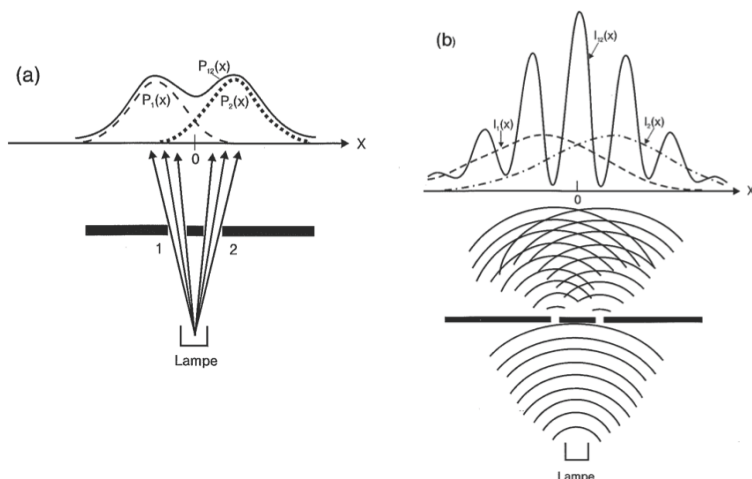 (a)
P₁₂(x)
P₁(x)
P₂(x)
X
0
1
2
Lampe
(b)
I₁₂(x)
I₁(x)
I₂(x)
X
0
Lampe